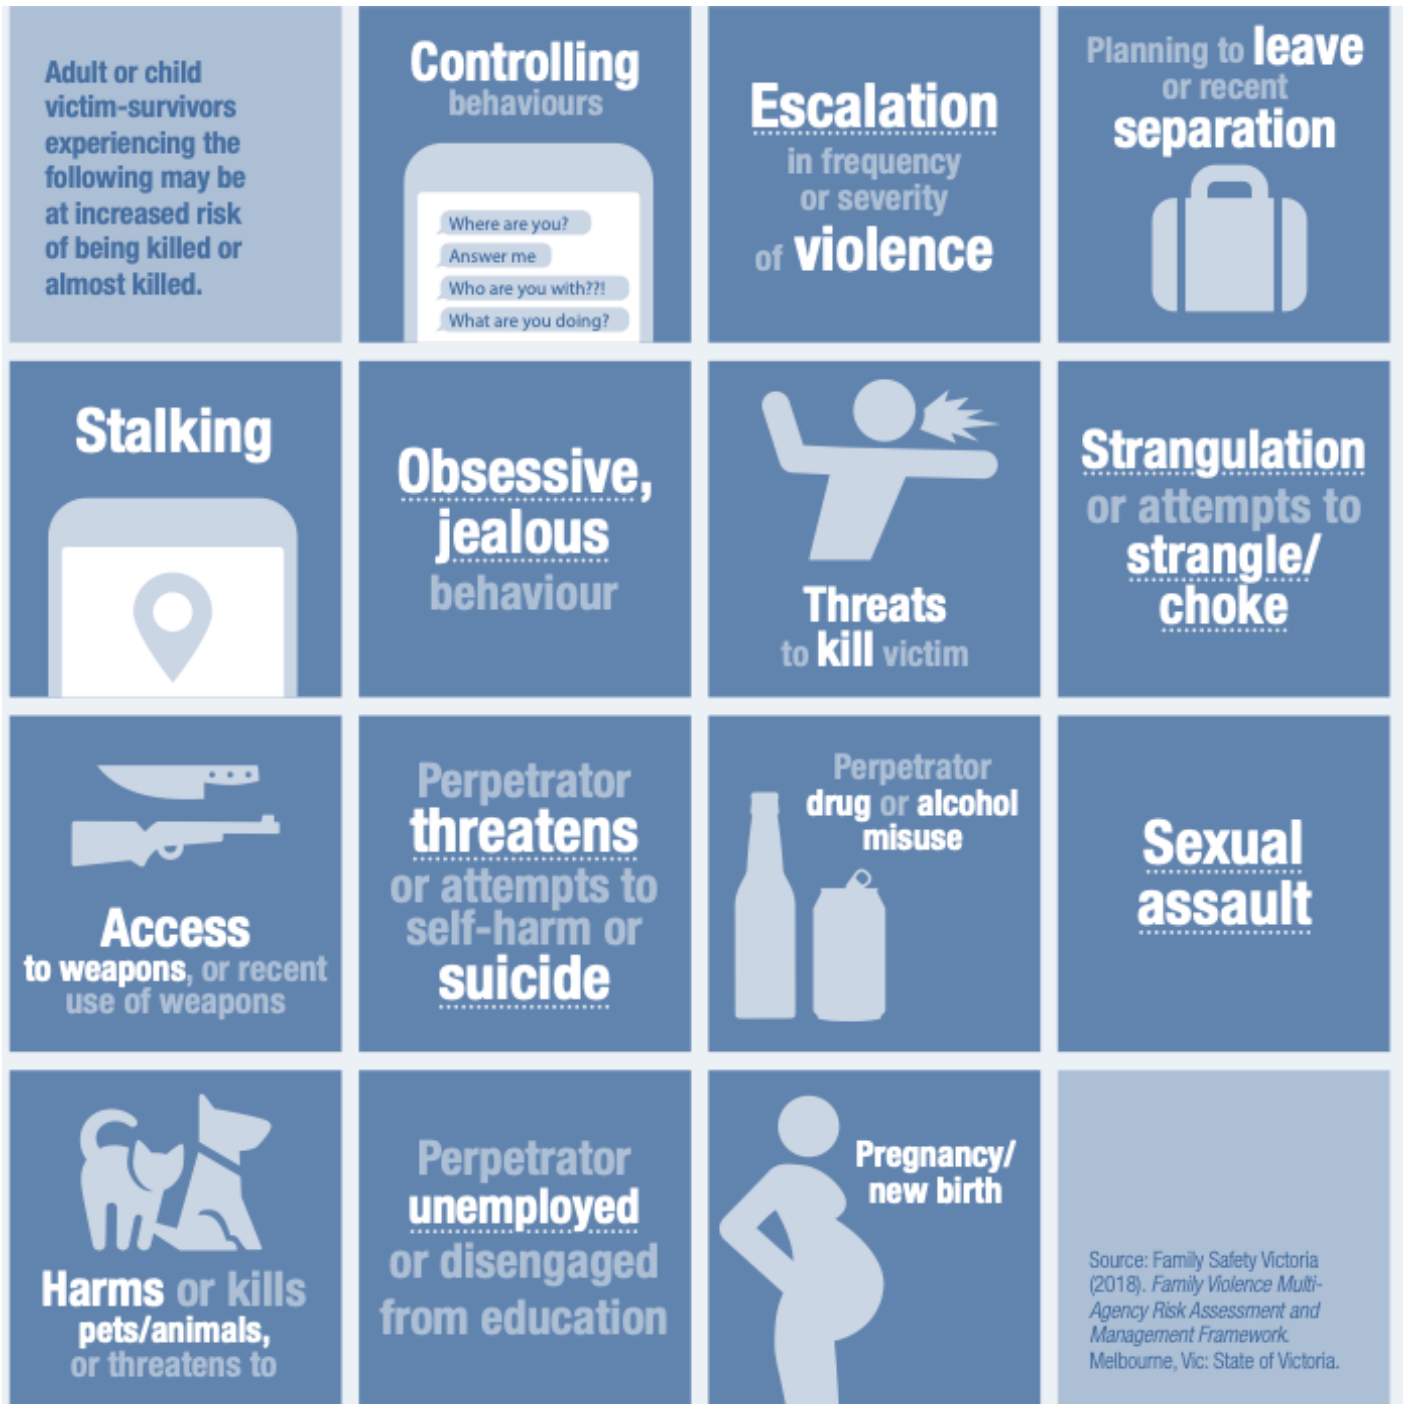 Adult or child
victim-survivors
experiencing the
following may be
at increased risk
of being killed or
almost killed.
Controlling
behaviours
Where are you?
Answer me
Who are you with??!
What are you doing?
Escalation
in frequency
or severity
of violence
Planning to leave
or recent
separation
Stalking
Obsessive,
jealous
behaviour
Threats
to kill victim
Strangulation
or attempts to
strangle/
choke
Access
to weapons, or recent
use of weapons
Perpetrator
threatens
or attempts to
self-harm or
suicide
Perpetrator
drug or alcohol
misuse
Sexual
assault
Harms or kills
pets/animals,
or threatens to
Perpetrator
unemployed
or disengaged
from education
Pregnancy/
new birth
Source: Family Safety Victoria
(2018). Family Violence Multi-
Agency Risk Assessment and
Management Framework.
Melbourne, Vic: State of Victoria.